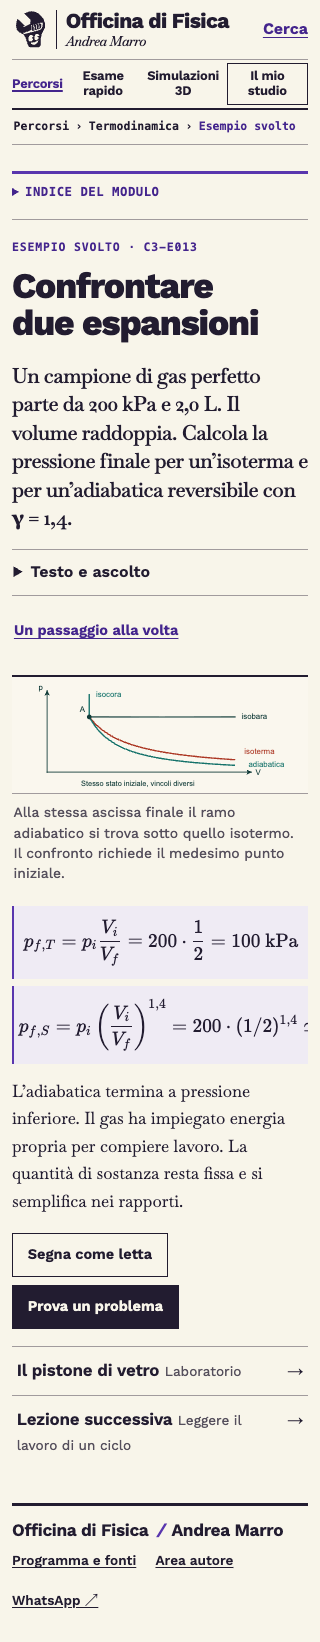 Officina di Fisica
Andrea Marro
Cerca
Percorsi
Esame rapido
Simulazioni 3D
Il mio studio
Percorsi › Termodinamica › Esempio svolto
▶ INDICE DEL MODULO
ESEMPIO SVOLTO · C3–E013
Confrontare
due espansioni
Un campione di gas perfetto
parte da 200 kPa e 2,0 L. Il
volume raddoppia. Calcola la
pressione finale per un’isoterma e
per un’adiabatica reversibile con
γ = 1,4.
▶ Testo e ascolto
Un passaggio alla volta
p
isocora
A
isobara
isoterma
adiabatica
V
Stesso stato iniziale, vincoli diversi
Alla stessa ascissa finale il ramo
adiabatico si trova sotto quello isotermo.
Il confronto richiede il medesimo punto
iniziale.
p_{f,T} = p_i V_i/V_f = 200 · 1/2 = 100 kPa
p_{f,S} = p_i (V_i/V_f)^{1,4} = 200 · (1/2)^{1,4}
L’adiabatica termina a pressione
inferiore. Il gas ha impiegato energia
propria per compiere lavoro. La
quantità di sostanza resta fissa e si
semplifica nei rapporti.
Segna come letta
Prova un problema
Il pistone di vetro Laboratorio →
Lezione successiva Leggere il →
lavoro di un ciclo
Officina di Fisica / Andrea Marro
Programma e fonti Area autore
WhatsApp ↗